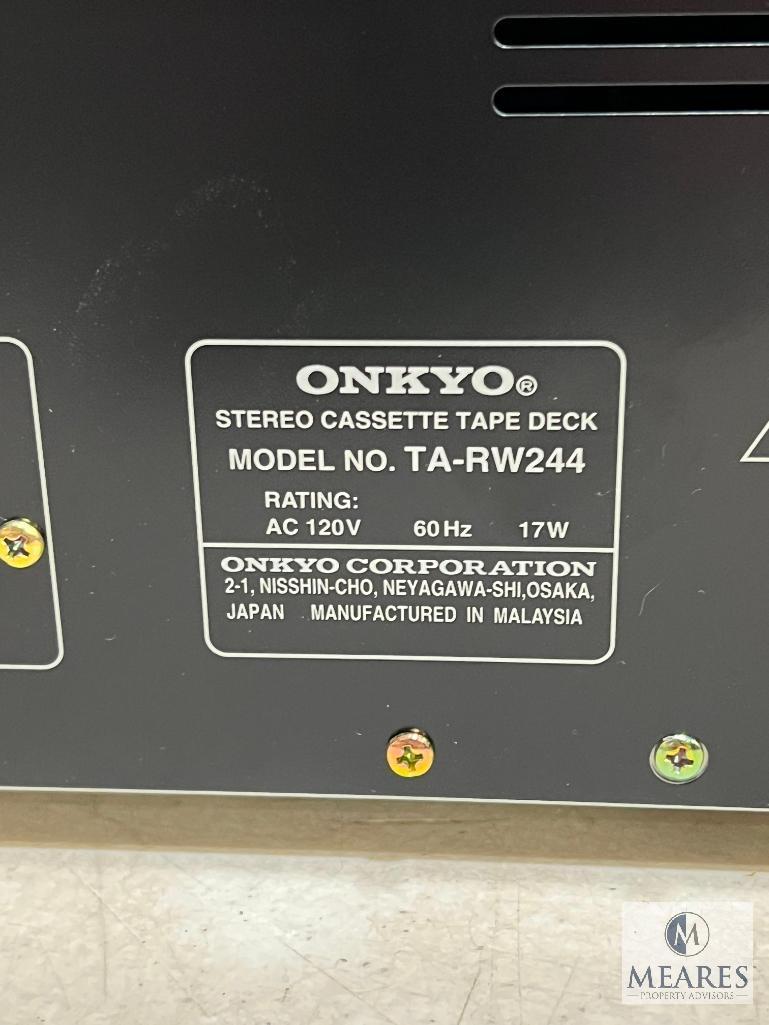 ONKYO®
STEREO CASSETTE TAPE DECK
MODEL NO. TA-RW244
RATING:
AC 120V 60Hz 17W
ONKYO CORPORATION
2-1, NISSHIN-CHO, NEYAGAWA-SHI,OSAKA,
JAPAN MANUFACTURED IN MALAYSIA
M
MEARES
PROPERTY ADVISORS